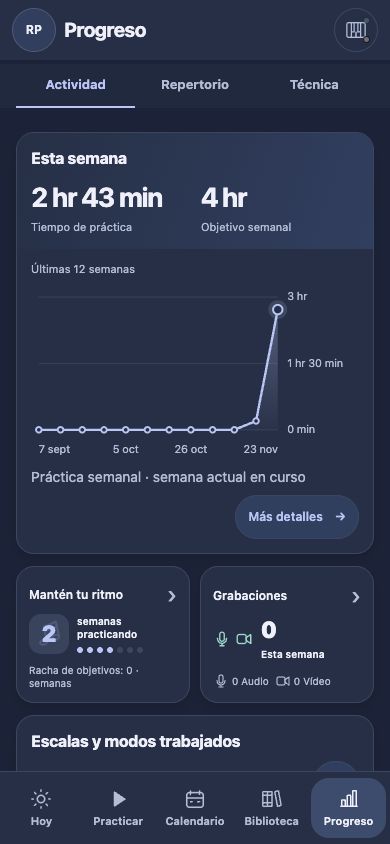 RP Progreso
Actividad Repertorio Técnica
Esta semana
2 hr 43 min 4 hr
Tiempo de práctica Objetivo semanal
Últimas 12 semanas
3 hr
1 hr 30 min
0 min
7 sept 5 oct 26 oct 23 nov
Práctica semanal · semana actual en curso
Más detalles →
Mantén tu ritmo
2 semanas
practicando
Racha de objetivos: 0 ·
semanas
Grabaciones
0
Esta semana
0 Audio 0 Vídeo
Escalas y modos trabajados
Hoy Practicar Calendario Biblioteca Progreso